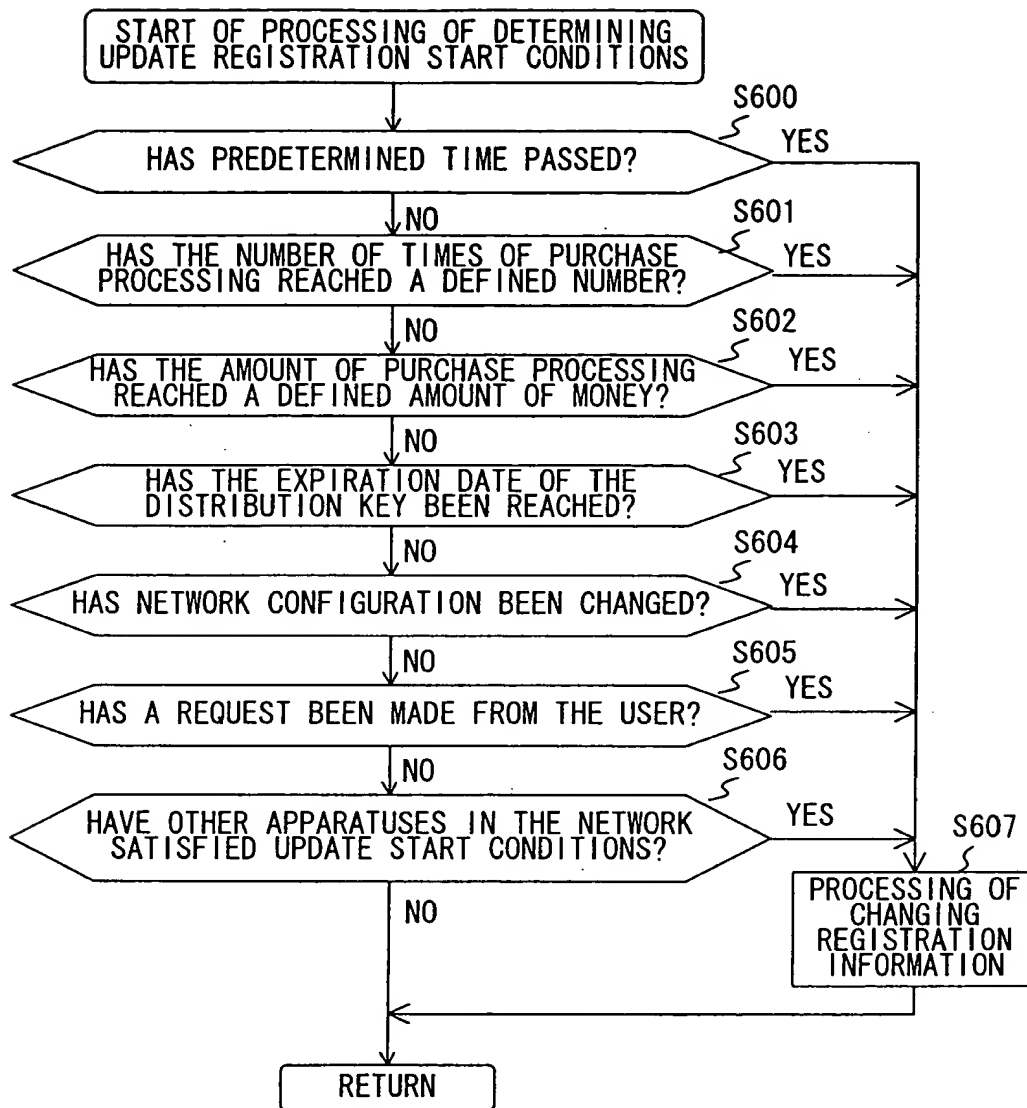 START OF PROCESSING OF DETERMINING
UPDATE REGISTRATION START CONDITIONS
S600
HAS PREDETERMINED TIME PASSED?
YES
NO
S601
HAS THE NUMBER OF TIMES OF PURCHASE
PROCESSING REACHED A DEFINED NUMBER?
YES
NO
S602
HAS THE AMOUNT OF PURCHASE PROCESSING
REACHED A DEFINED AMOUNT OF MONEY?
YES
NO
S603
HAS THE EXPIRATION DATE OF THE
DISTRIBUTION KEY BEEN REACHED?
YES
NO
S604
HAS NETWORK CONFIGURATION BEEN CHANGED?
YES
NO
S605
HAS A REQUEST BEEN MADE FROM THE USER?
YES
NO
S606
HAVE OTHER APPARATUSES IN THE NETWORK
SATISFIED UPDATE START CONDITIONS?
YES
NO
S607
PROCESSING OF
CHANGING
REGISTRATION
INFORMATION
RETURN